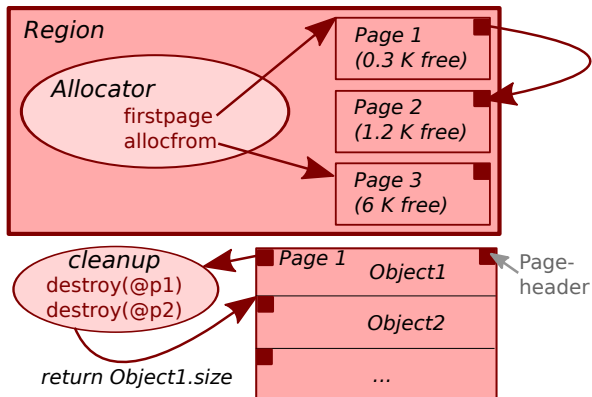 Region
Allocator
firstpage
allocfrom
Page 1
(0.3 K free)
Page 2
(1.2 K free)
Page 3
(6 K free)
cleanup
destroy(@p1)
destroy(@p2)
return Object1.size
Page 1
Object1
Object2
...
Page-
header